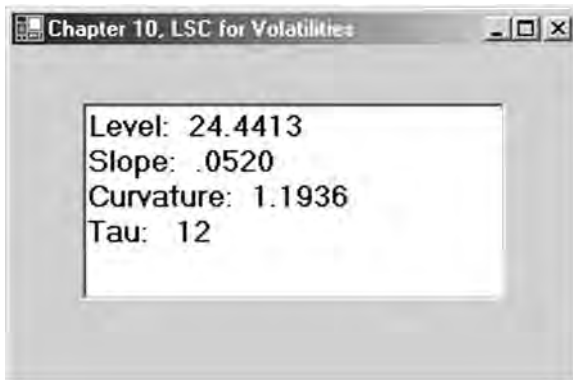 Chapter 10, LSC for Volatilities
Level: 24.4413
Slope: .0520
Curvature: 1.1936
Tau: 12